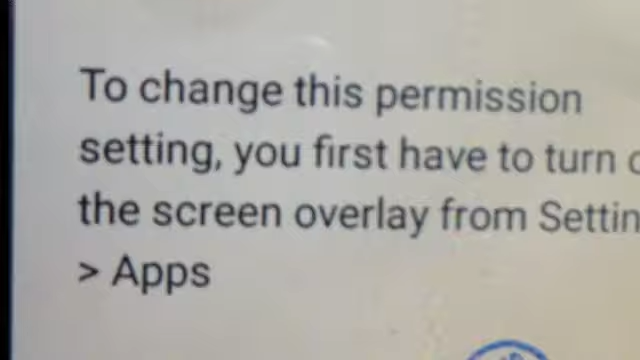 To change this permission
setting, you first have to turn
the screen overlay from
> Apps